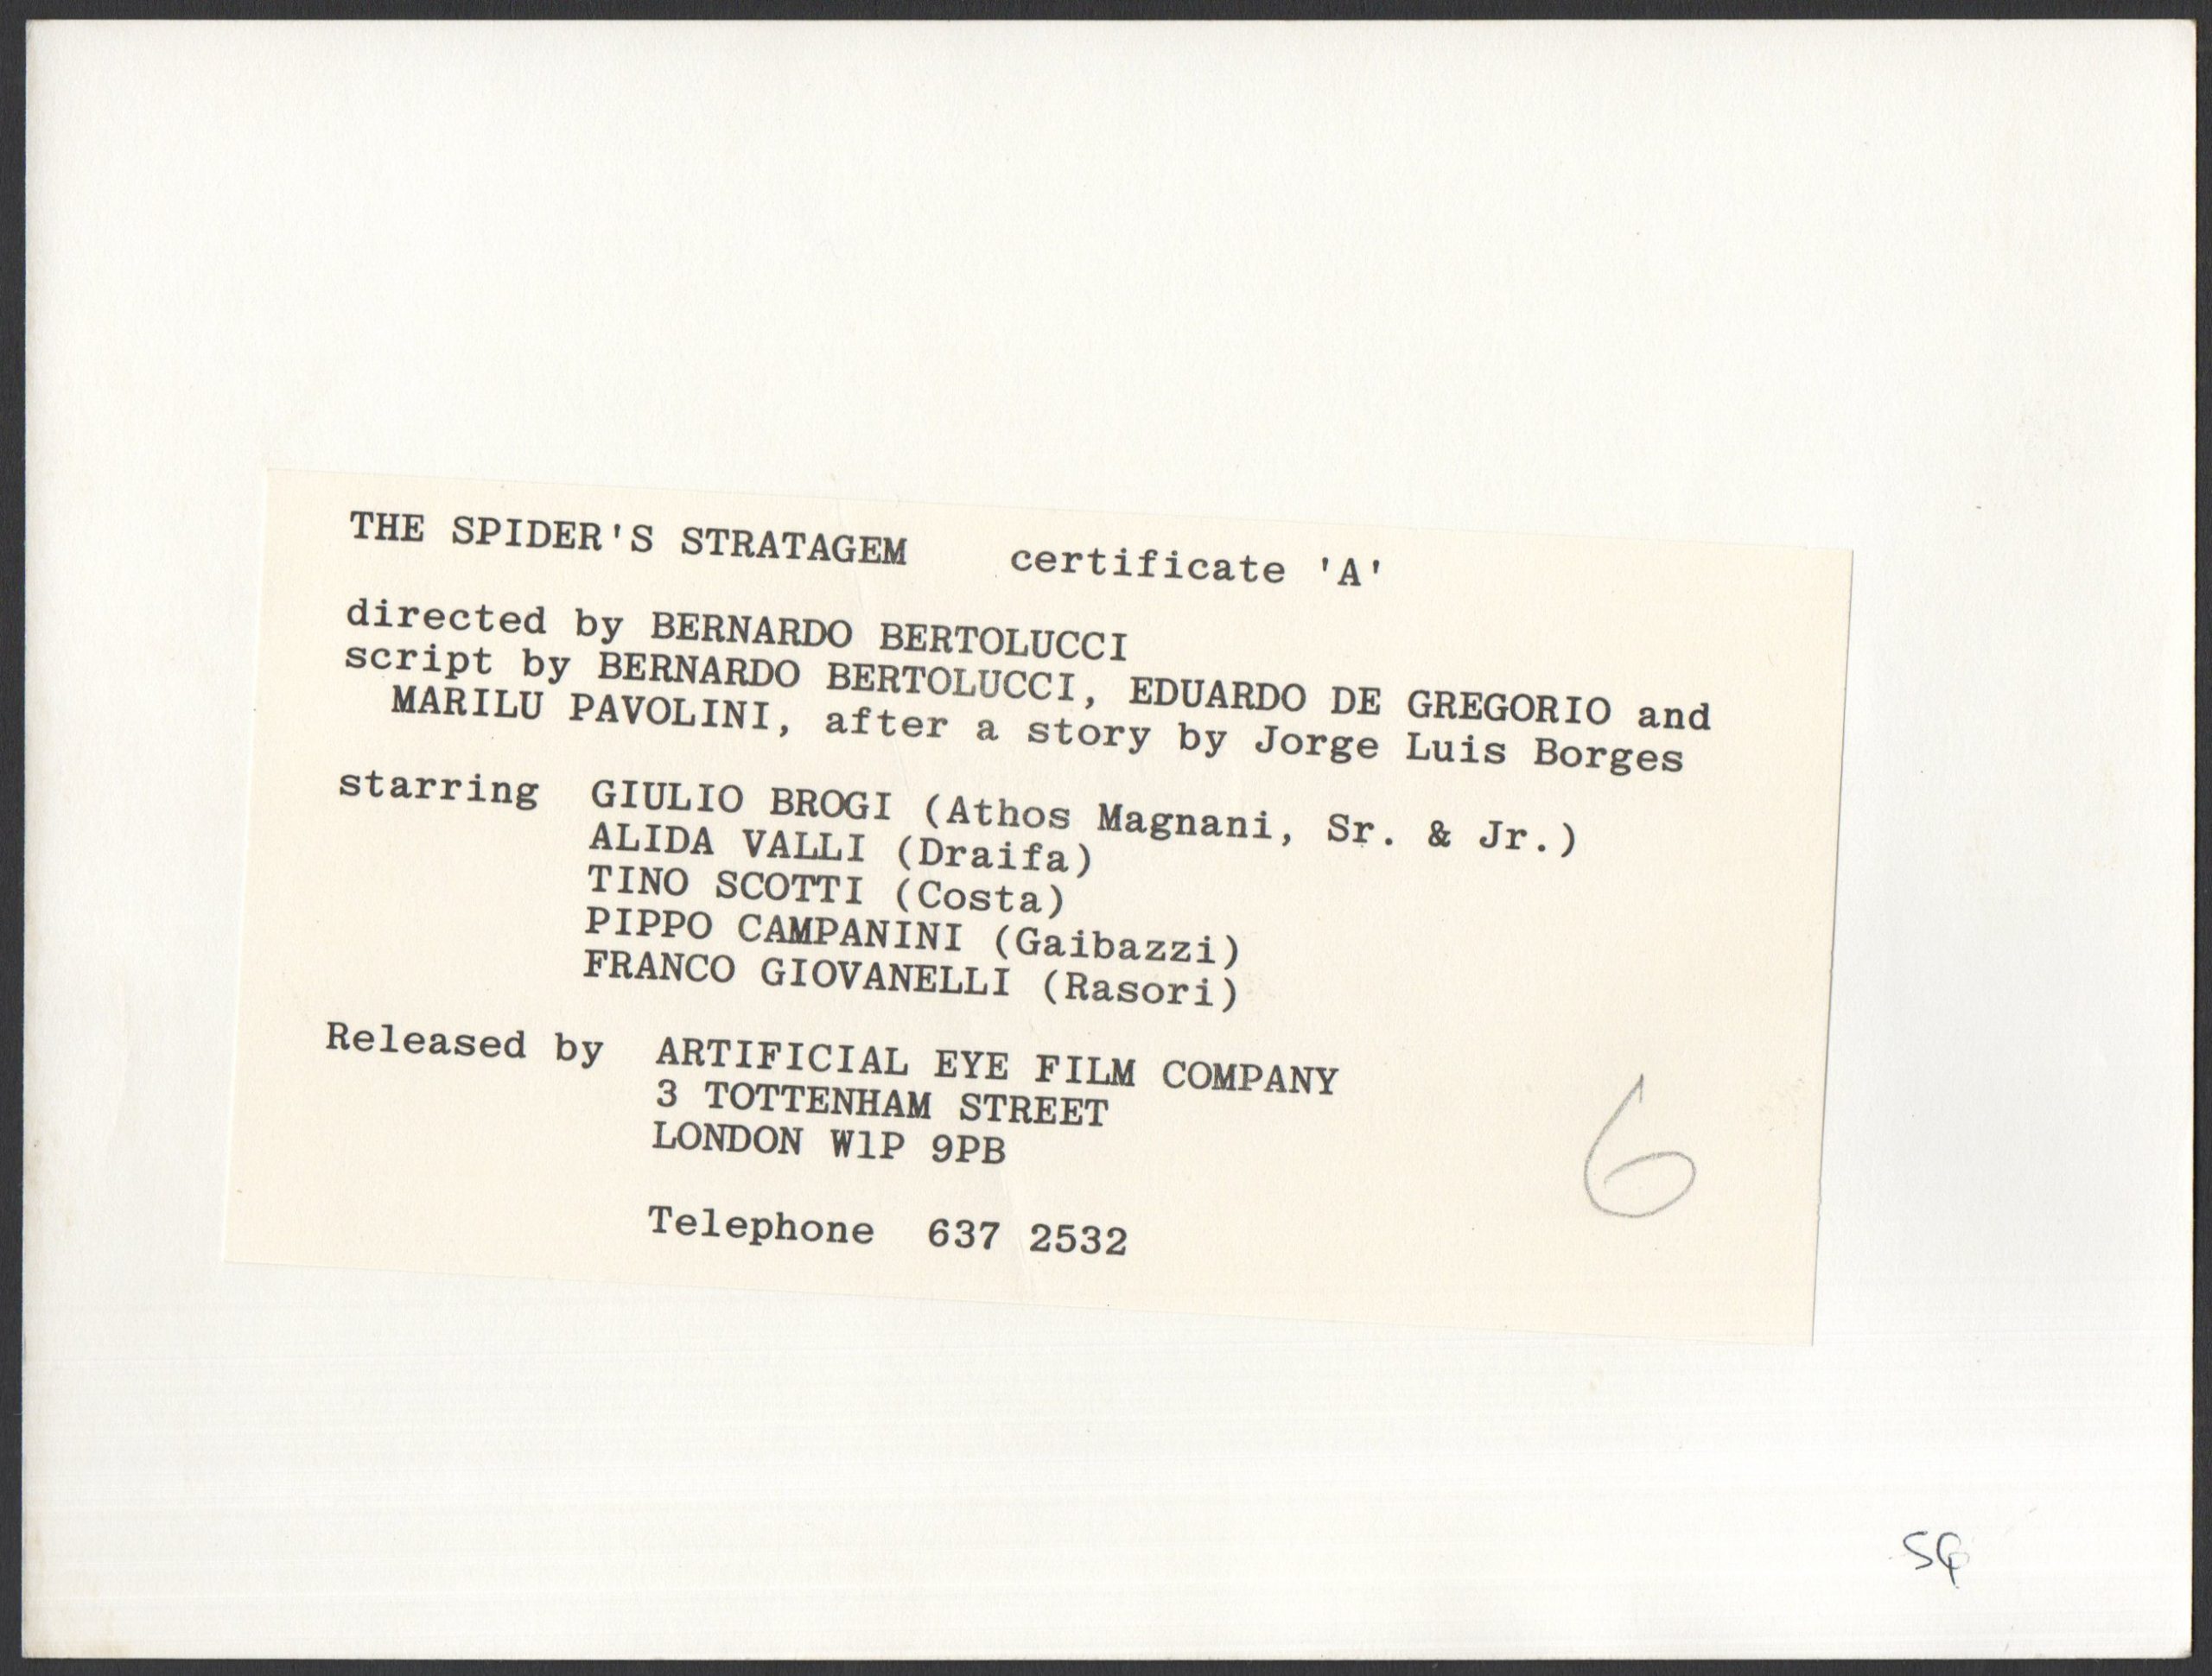 THE SPIDER'S STRATAGEM certificate 'A'
directed by BERNARDO BERTOLUCCI
script by BERNARDO BERTOLUCCI, EDUARDO DE GREGORIO and
MARILU PAVOLINI, after a story by Jorge Luis Borges
starring GIULIO BROGI (Athos Magnani, Sr. & Jr.)
ALIDA VALLI (Draifa)
TINO SCOTTI (Costa)
PIPPO CAMPANINI (Gaibazzi)
FRANCO GIOVANELLI (Rasori)
Released by ARTIFICIAL EYE FILM COMPANY
3 TOTTENHAM STREET
LONDON W1P 9PB
6
Telephone 637 2532